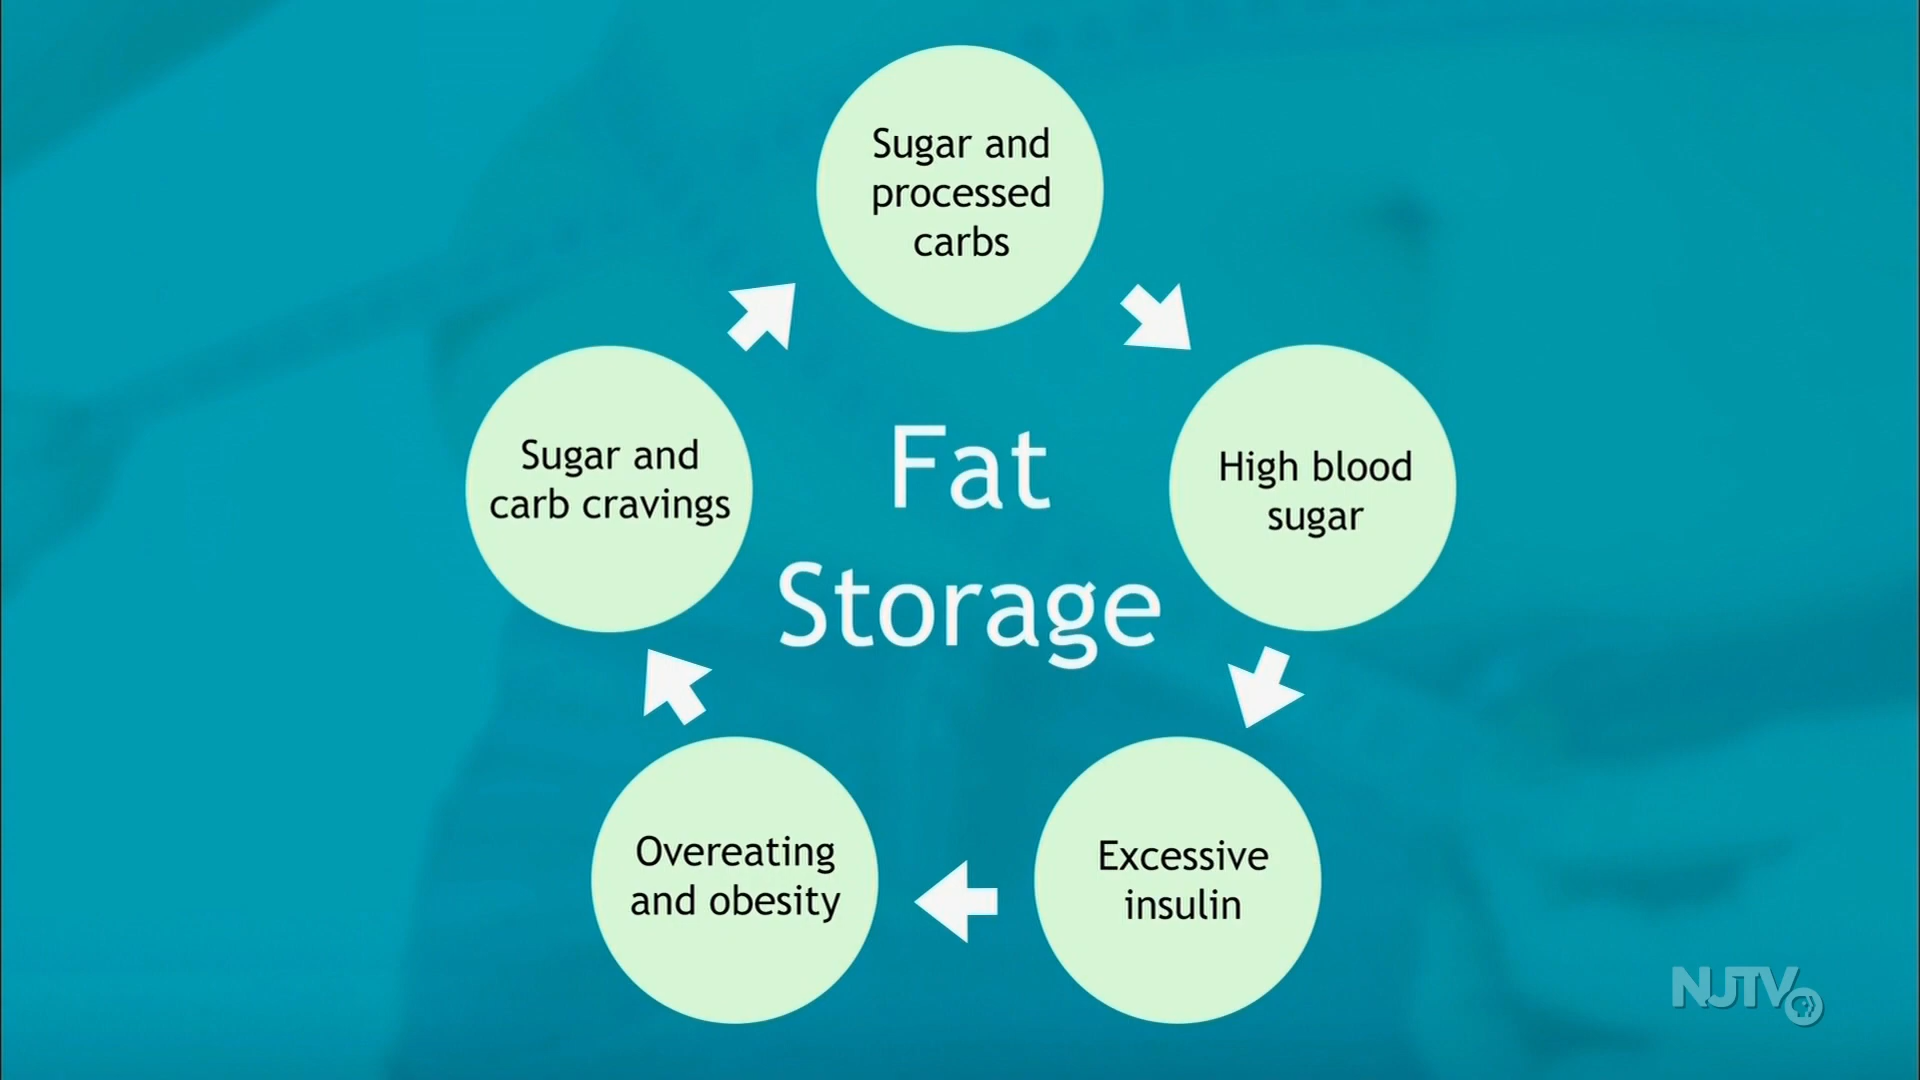 Sugar and
processed
carbs
High blood
sugar
Excessive
insulin
Overeating
and obesity
Sugar and
carb cravings
Fat
Storage
NJTV